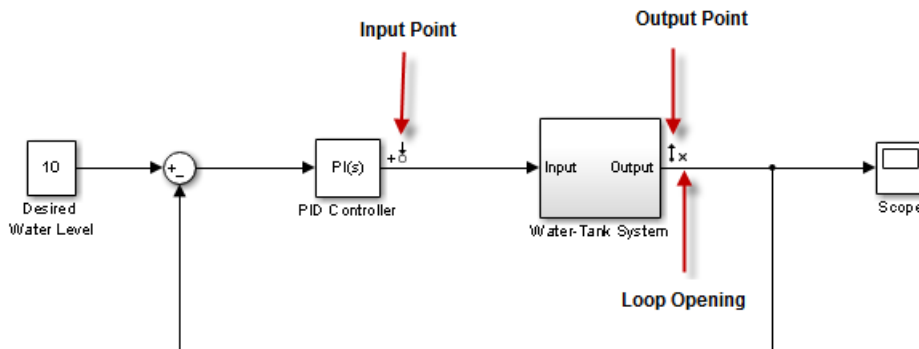 Input Point
Output Point
10
+
-
PI(s)
+
Input
Output
x
Desired
Water Level
PID Controller
Water-Tank System
Scope
Loop Opening